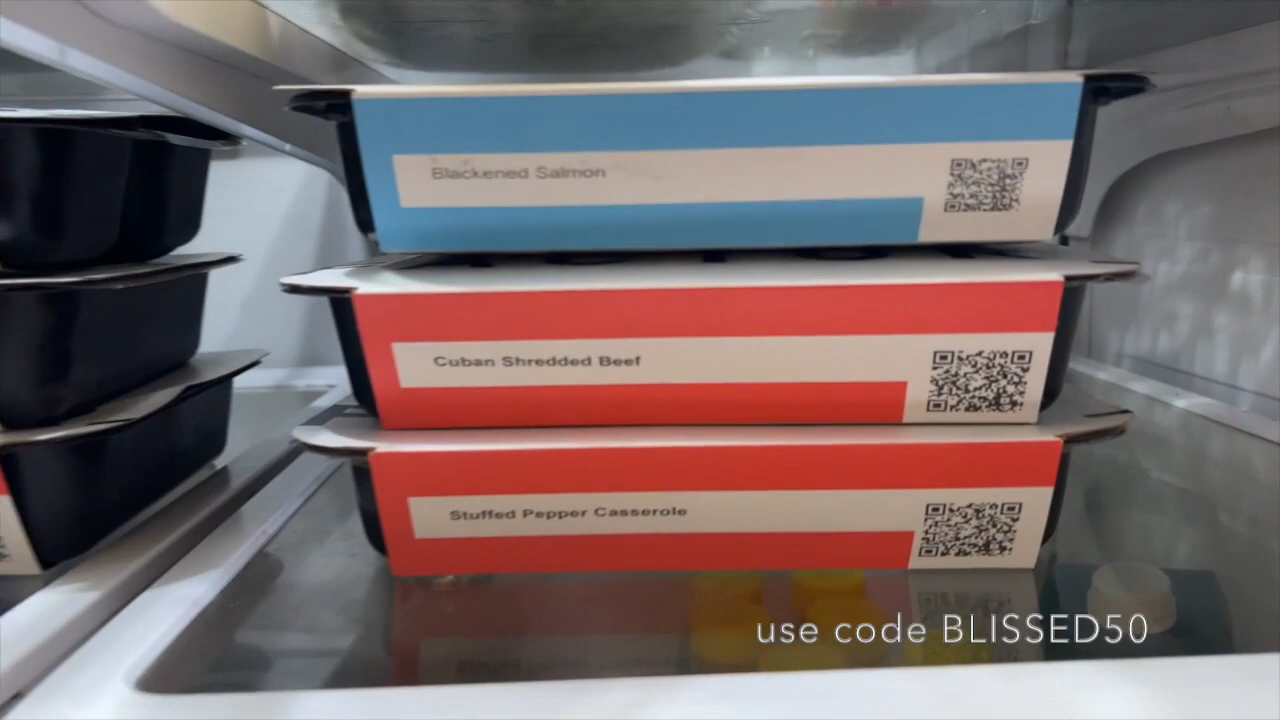 Blackened Salmon
Cuban Shredded Beef
Stuffed Pepper Casserole
use code BLISSED50